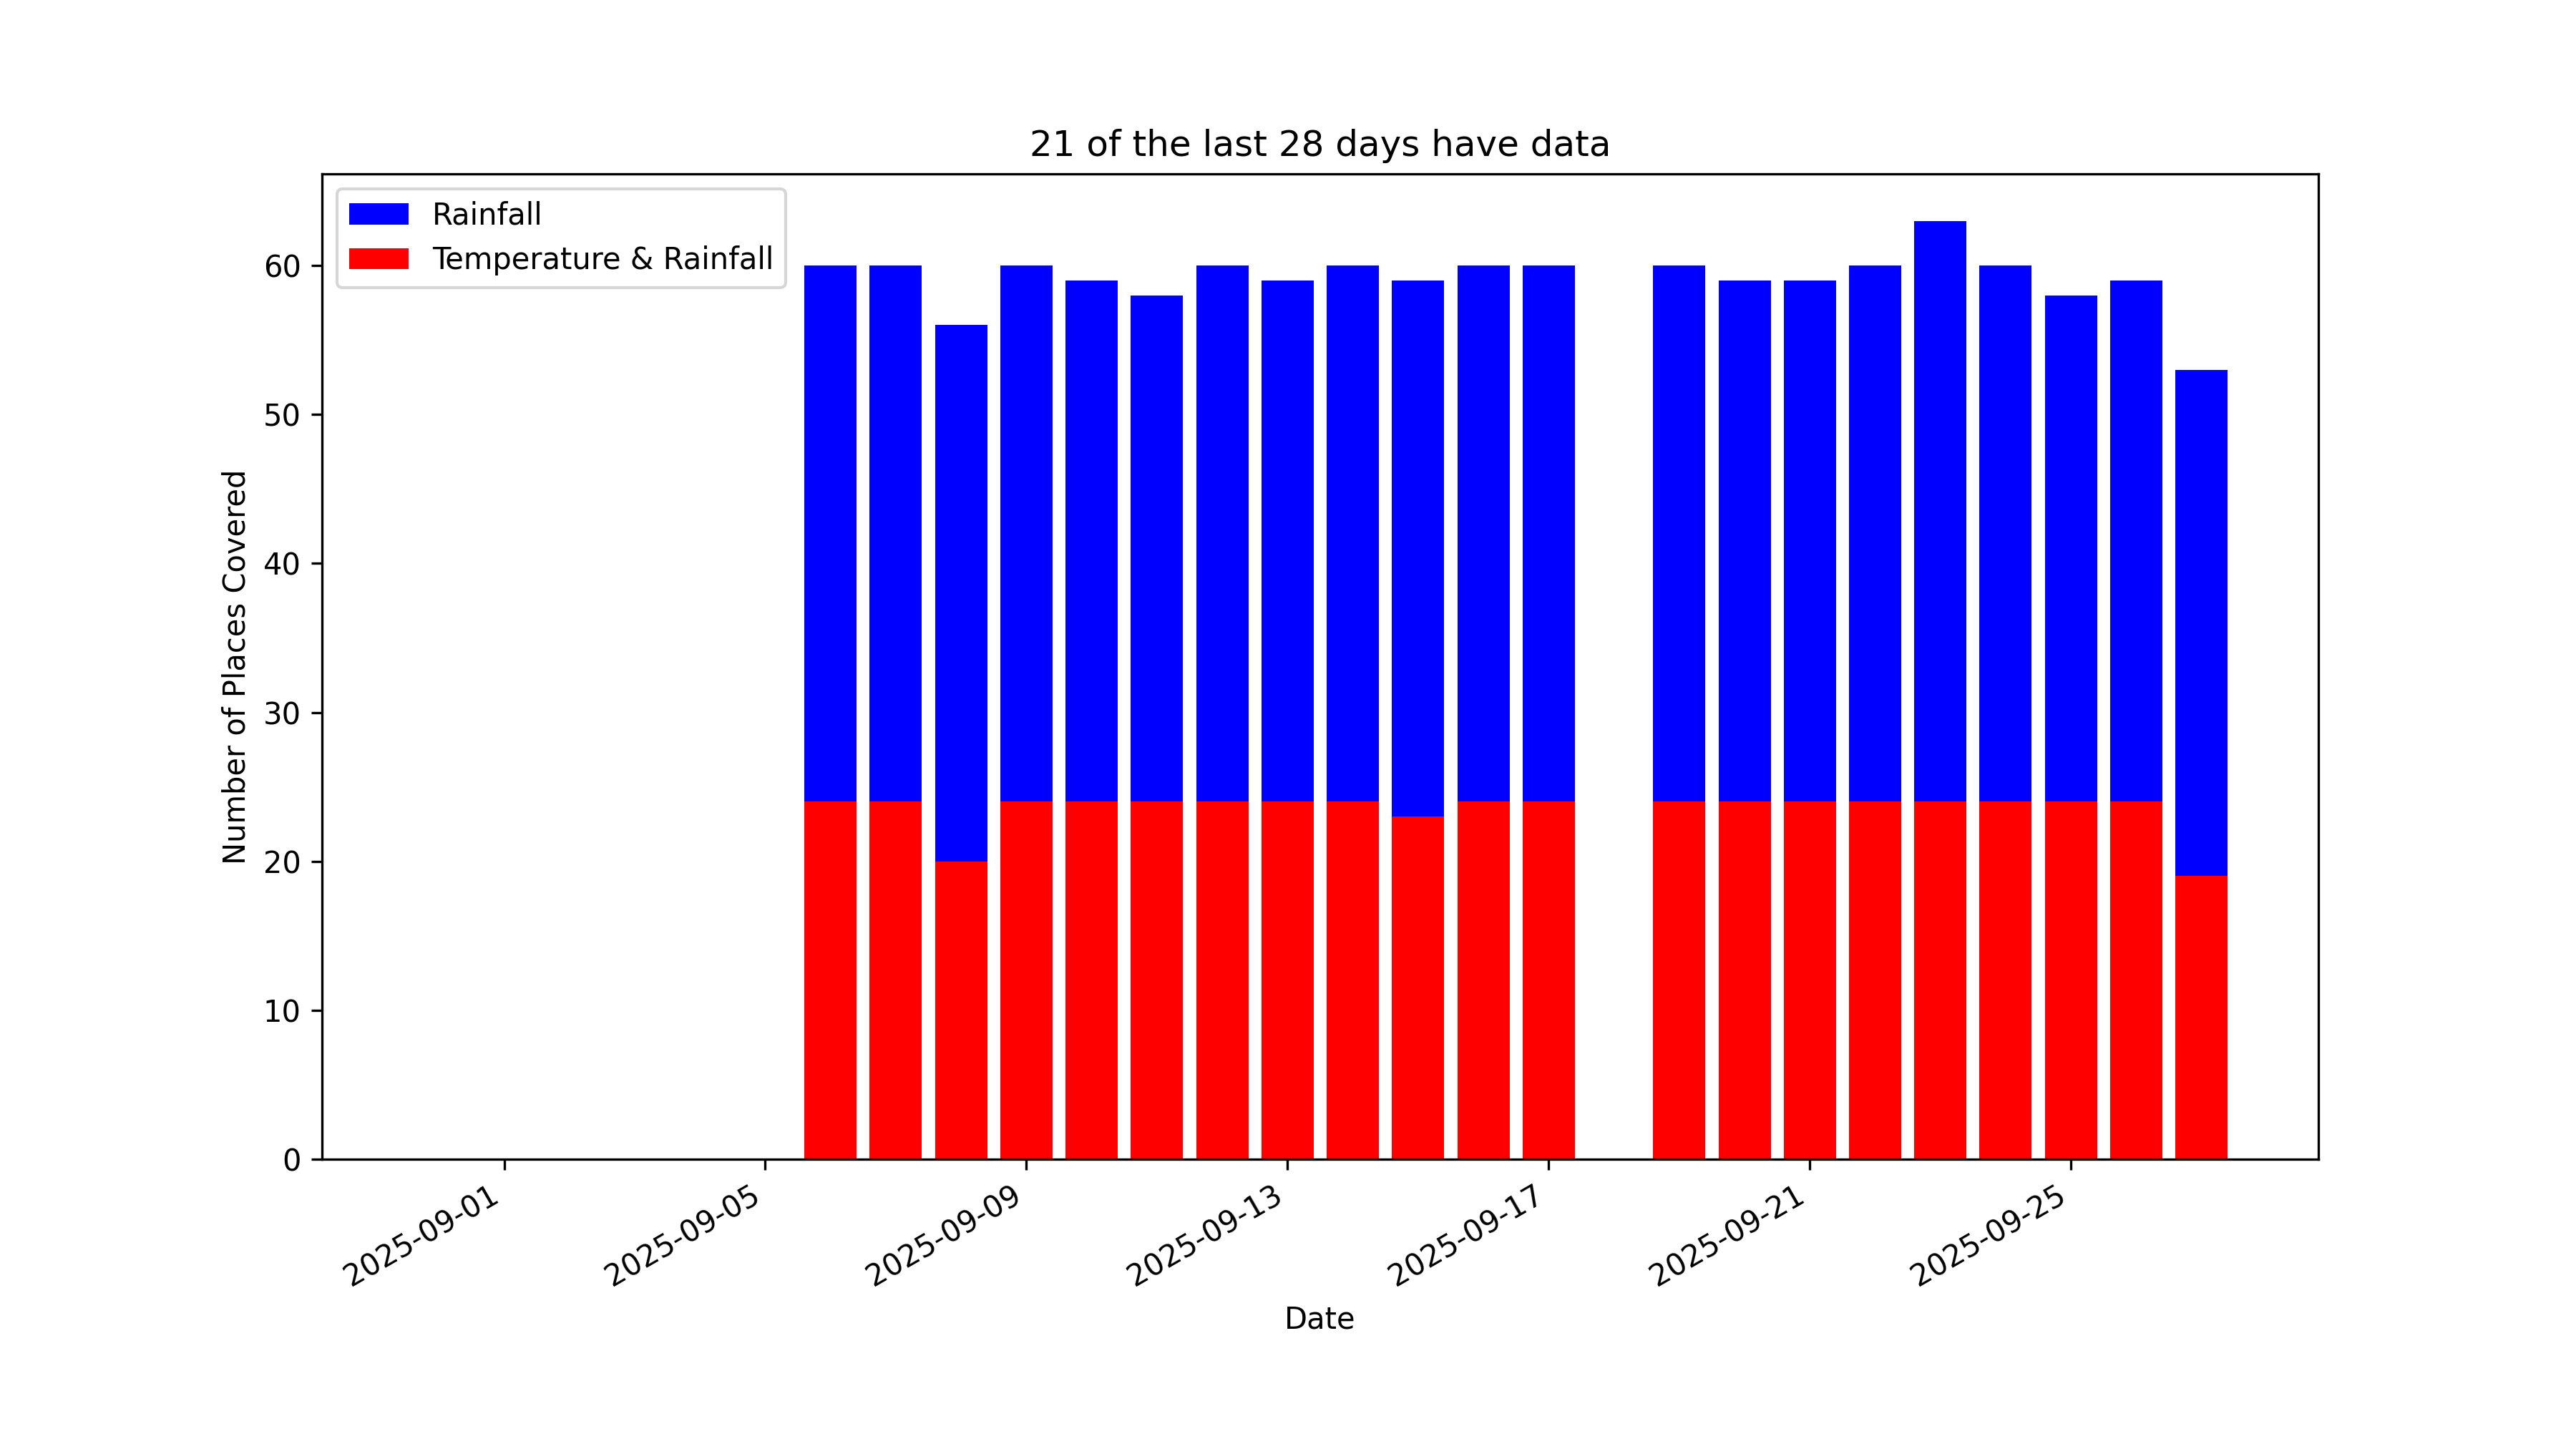 21 of the last 28 days have data
Rainfall
Temperature & Rainfall
60
50
40
30
20
10
0
Number of Places Covered
2025-09-01
2025-09-05
2025-09-09
2025-09-13
2025-09-17
2025-09-21
2025-09-25
Date